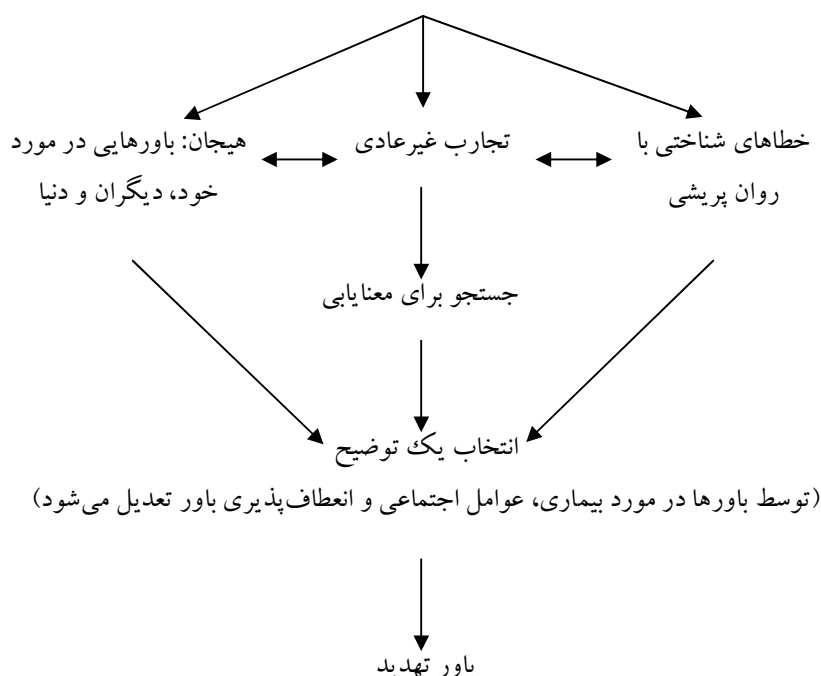 خطاهای شناختی با
روان پریشی
تجارب غیرعادی
هیجان: باورهایی در مورد
خود، دیگران و دنیا
جستجو برای معنایابی
انتخاب یک توضیح
(توسط باورها در مورد بیماری، عوامل اجتماعی و انعطاف‌پذیری باور تعدیل می‌شود)
باور تهدید